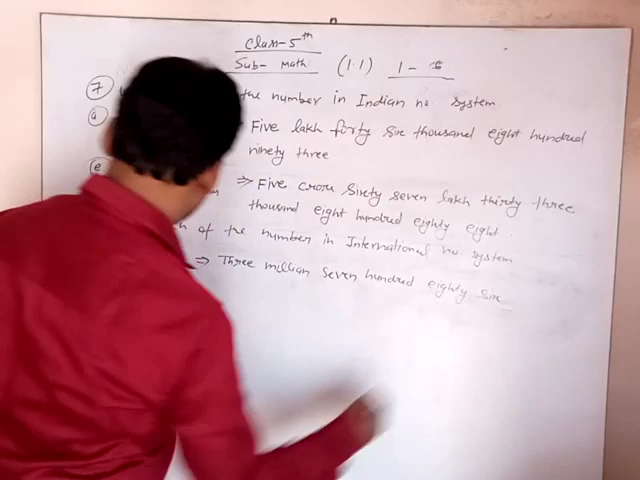 Class-5th
Sub- Math (1.1) 1-
7 the number in Indian no. system
a Five lakh forty Six thousand eight hundred
ninety three
e ⇒ Five crore Sixty seven lakh thirty three
thousand eight hundred eighty eight.
of the number in International no. system
⇒ Three million Seven hundred eighty Six